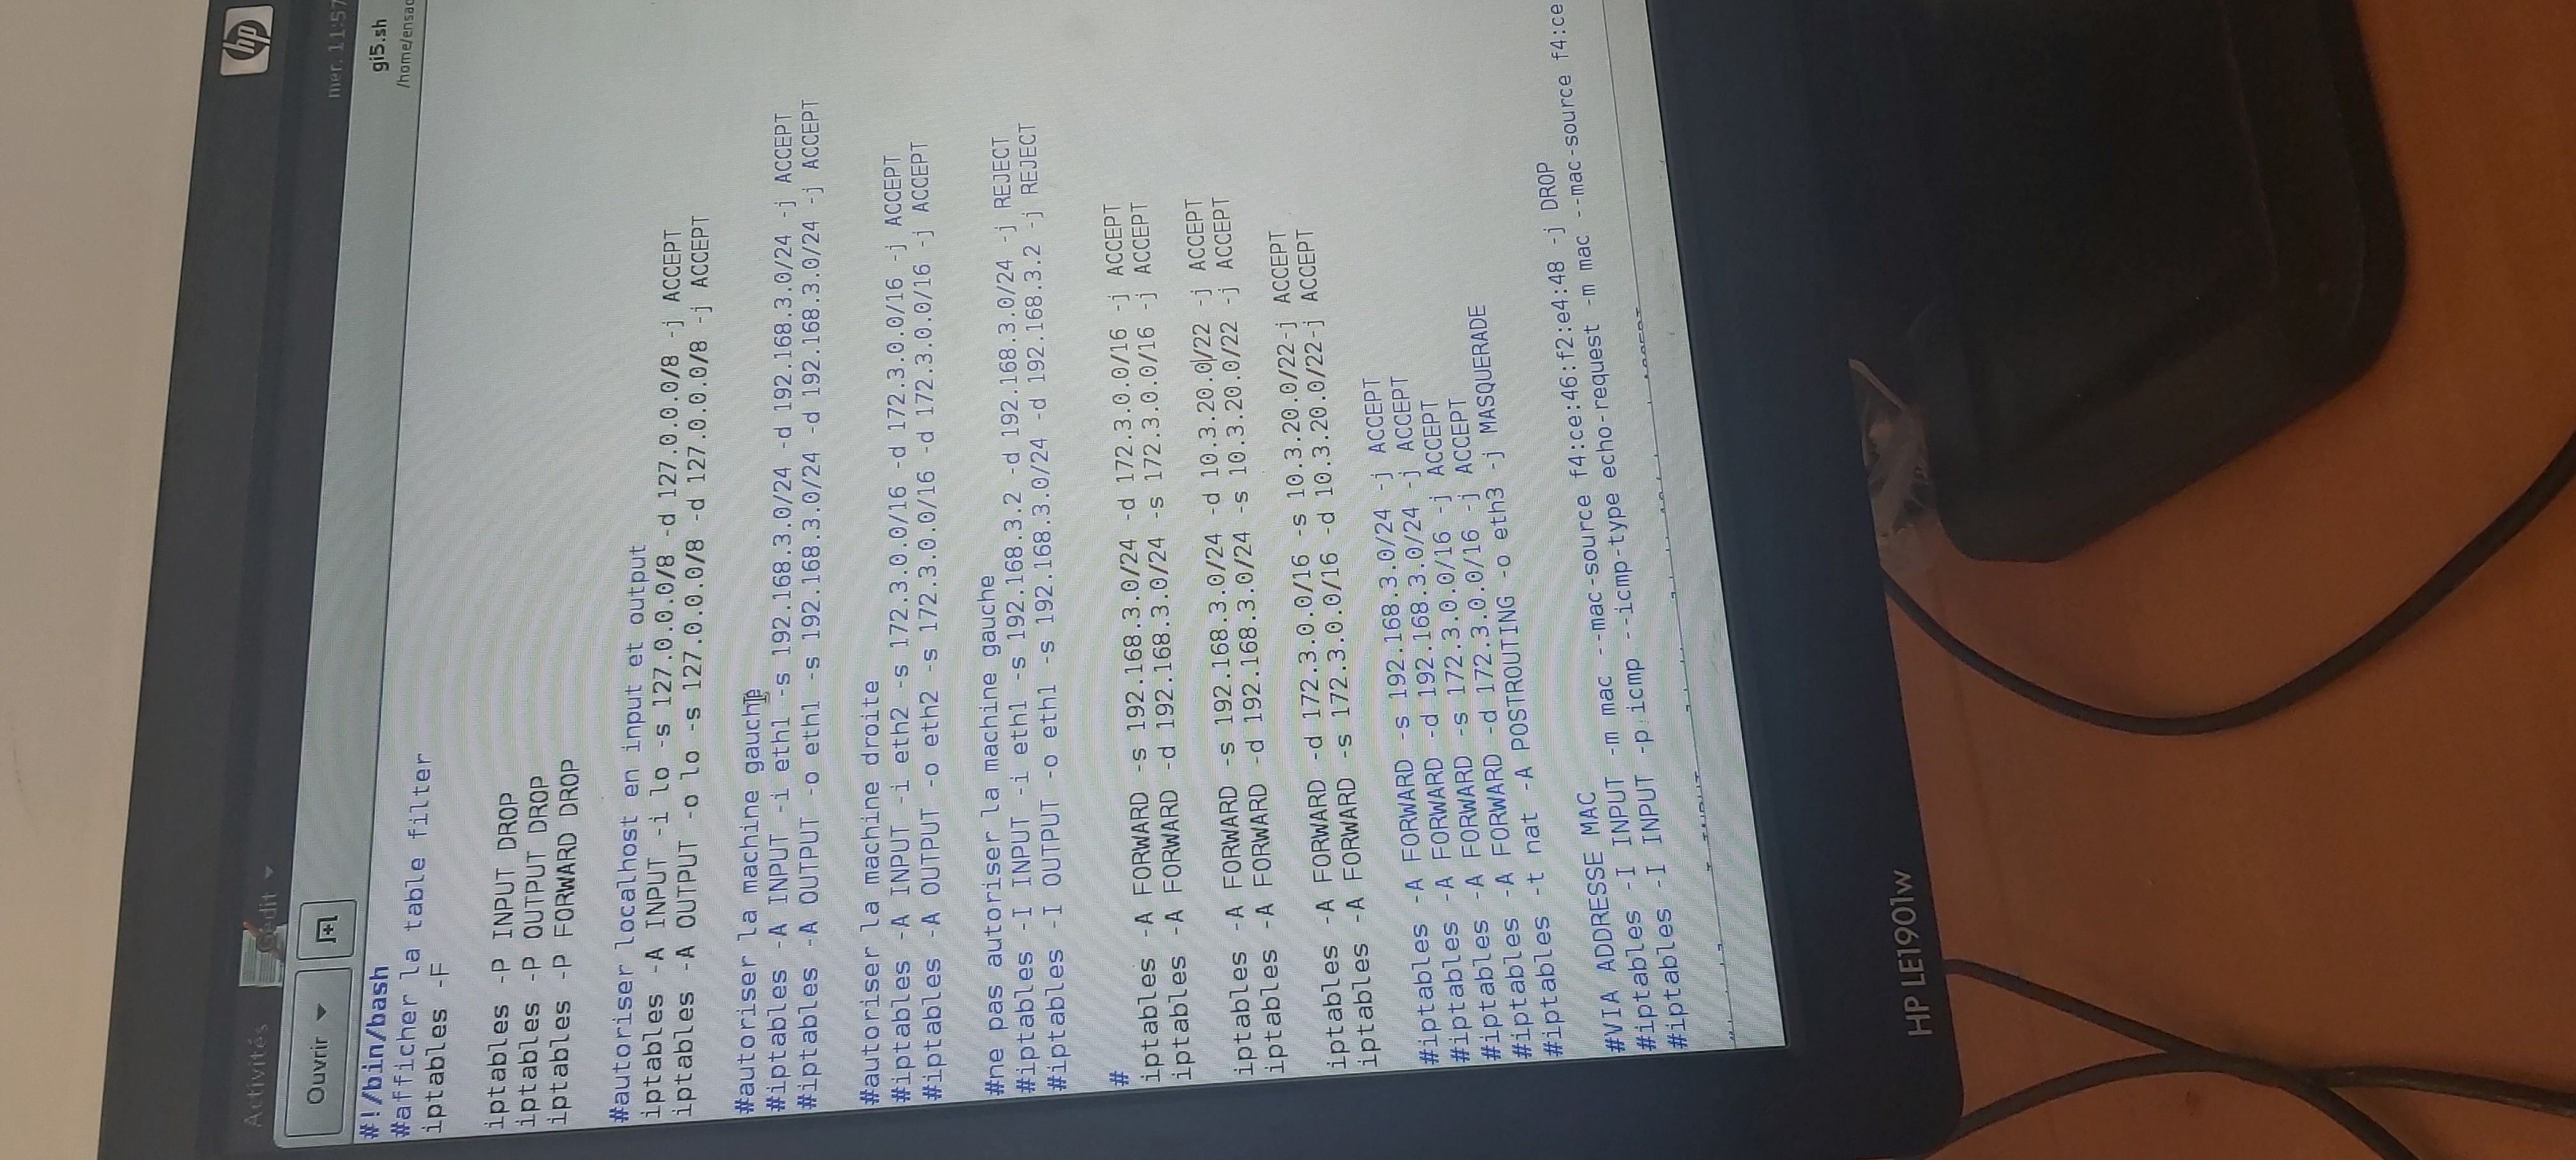 hp
Activités
Gedit
mer. 11:57
Ouvrir
gi5.sh
/home/ensac
#!/bin/bash
#afficher la table filter
iptables -F
iptables -P INPUT DROP
iptables -P OUTPUT DROP
iptables -P FORWARD DROP
#autoriser localhost en input et output
iptables -A INPUT -i lo -s 127.0.0.0/8 -d 127.0.0.0/8 -j ACCEPT
iptables -A OUTPUT -o lo -s 127.0.0.0/8 -d 127.0.0.0/8 -j ACCEPT
#autoriser la machine gauche
#iptables -A INPUT -i eth1 -s 192.168.3.0/24 -d 192.168.3.0/24 -j ACCEPT
#iptables -A OUTPUT -o eth1 -s 192.168.3.0/24 -d 192.168.3.0/24 -j ACCEPT
#autoriser la machine droite
#iptables -A INPUT -i eth2 -s 172.3.0.0/16 -d 172.3.0.0/16 -j ACCEPT
#iptables -A OUTPUT -o eth2 -s 172.3.0.0/16 -d 172.3.0.0/16 -j ACCEPT
#ne pas autoriser la machine gauche
#iptables -I INPUT -i eth1 -s 192.168.3.2 -d 192.168.3.0/24 -j REJECT
#iptables -I OUTPUT -o eth1 -s 192.168.3.0/24 -d 192.168.3.2 -j REJECT
#
iptables -A FORWARD -s 192.168.3.0/24 -d 172.3.0.0/16 -j ACCEPT
iptables -A FORWARD -d 192.168.3.0/24 -s 172.3.0.0/16 -j ACCEPT
iptables -A FORWARD -s 192.168.3.0/24 -d 10.3.20.0/22 -j ACCEPT
iptables -A FORWARD -d 192.168.3.0/24 -s 10.3.20.0/22 -j ACCEPT
iptables -A FORWARD -d 172.3.0.0/16 -s 10.3.20.0/22-j ACCEPT
iptables -A FORWARD -s 172.3.0.0/16 -d 10.3.20.0/22-j ACCEPT
#iptables -A FORWARD -s 192.168.3.0/24 -j ACCEPT
#iptables -A FORWARD -d 192.168.3.0/24 -j ACCEPT
#iptables -A FORWARD -s 172.3.0.0/16 -j ACCEPT
#iptables -A FORWARD -d 172.3.0.0/16 -j ACCEPT
#iptables -t nat -A POSTROUTING -o eth3 -j MASQUERADE
#VIA ADDRESSE MAC
#iptables -I INPUT -m mac --mac-source f4:ce:46:f2:e4:48 -j DROP
#iptables -I INPUT -p icmp --icmp-type echo-request -m mac --mac-source f4:ce
HP LE1901w